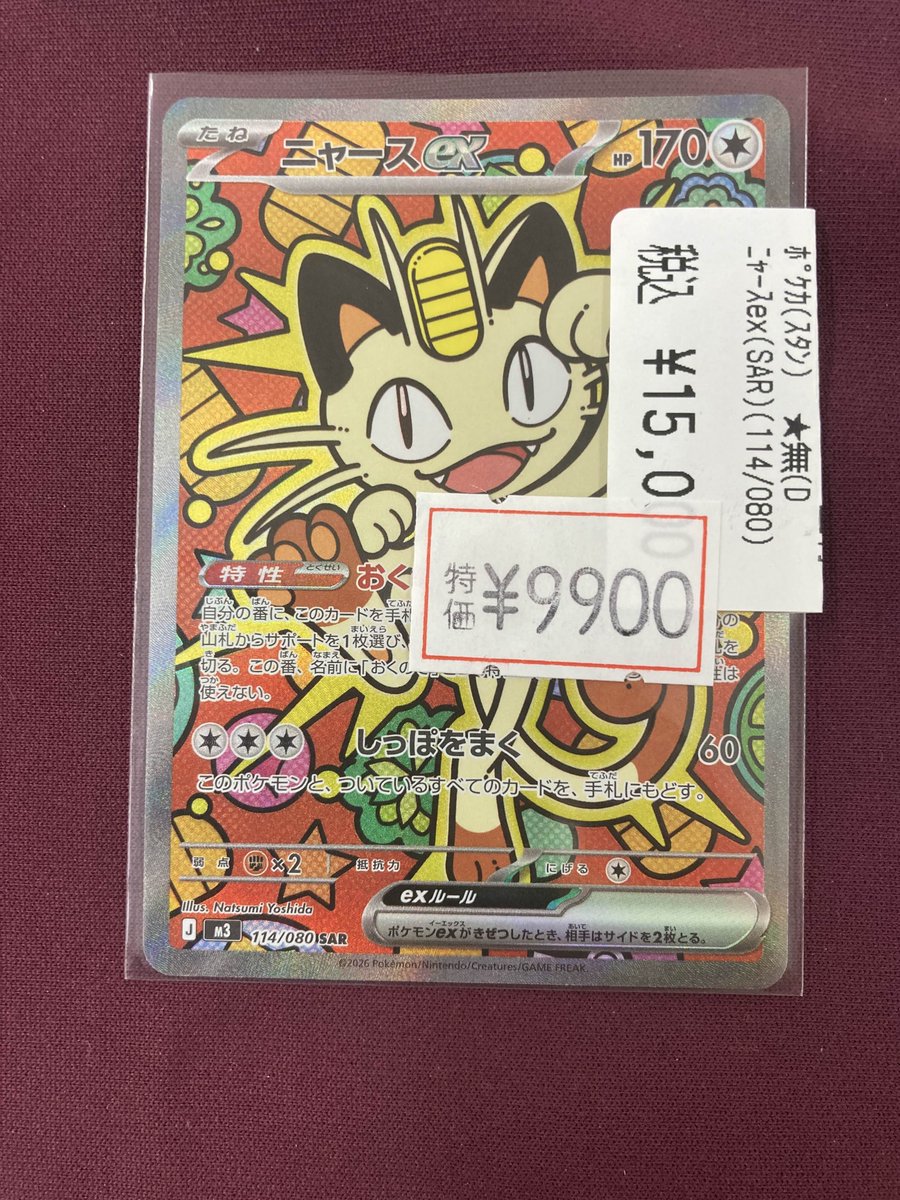 たね
ニャースex
HP 170
ポケカ(スタン) ★無(D
ニャースex(SAR)(114/080)
税込 ¥15,0
特価 ¥9900
特性 とくせい おく
自分の番に、このカードを手札
山札からサポートを1枚選び、
切る。この番、名前に「おくの
使えない。
しっぽをまく 60
このポケモンと、ついているすべてのカードを、手札にもどす。
弱点 ×2 抵抗力 にげる
exルール
ポケモンexがきぜつしたとき、相手はサイドを2枚とる。
Illus. Natsumi Yoshida
J M3 114/080 SAR
©2026 Pokémon/Nintendo/Creatures/GAME FREAK